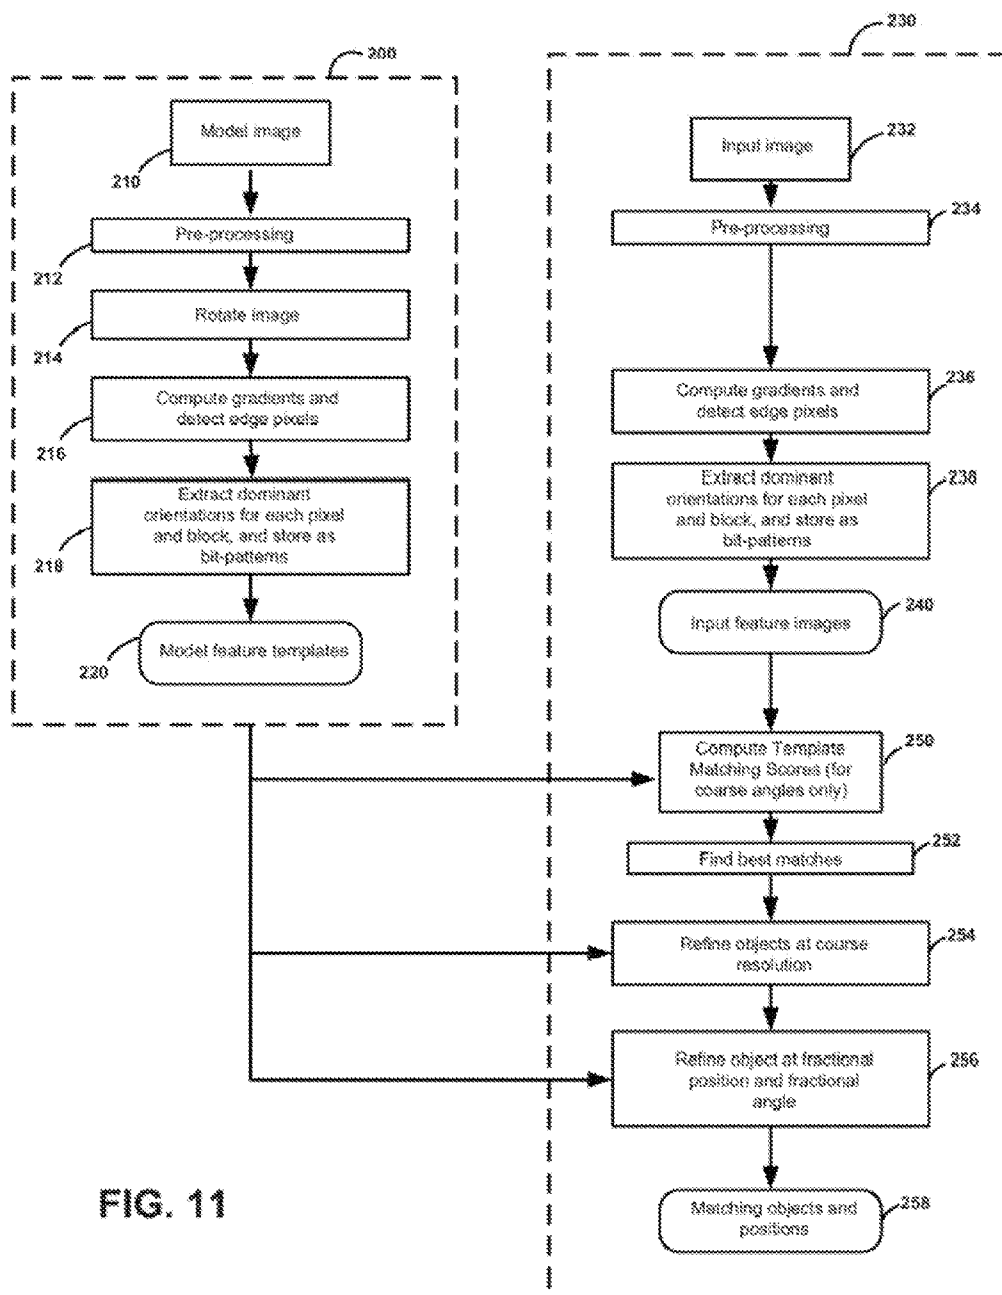 200
Model image
210
Pre-processing
212
Rotate image
214
Compute gradients and
detect edge pixels
216
Extract dominant
orientations for each pixel
and block, and store as
bit-patterns
218
Model feature templates
220
230
Input image
232
Pre-processing
234
Compute gradients and
detect edge pixels
236
Extract dominant
orientations for each pixel
and block, and store as
bit-patterns
238
Input feature images
240
Compute Template
Matching Scores (for
coarse angles only)
250
Find best matches
252
Refine objects at course
resolution
254
Refine object at fractional
position and fractional
angle
256
Matching objects and
positions
258
FIG. 11